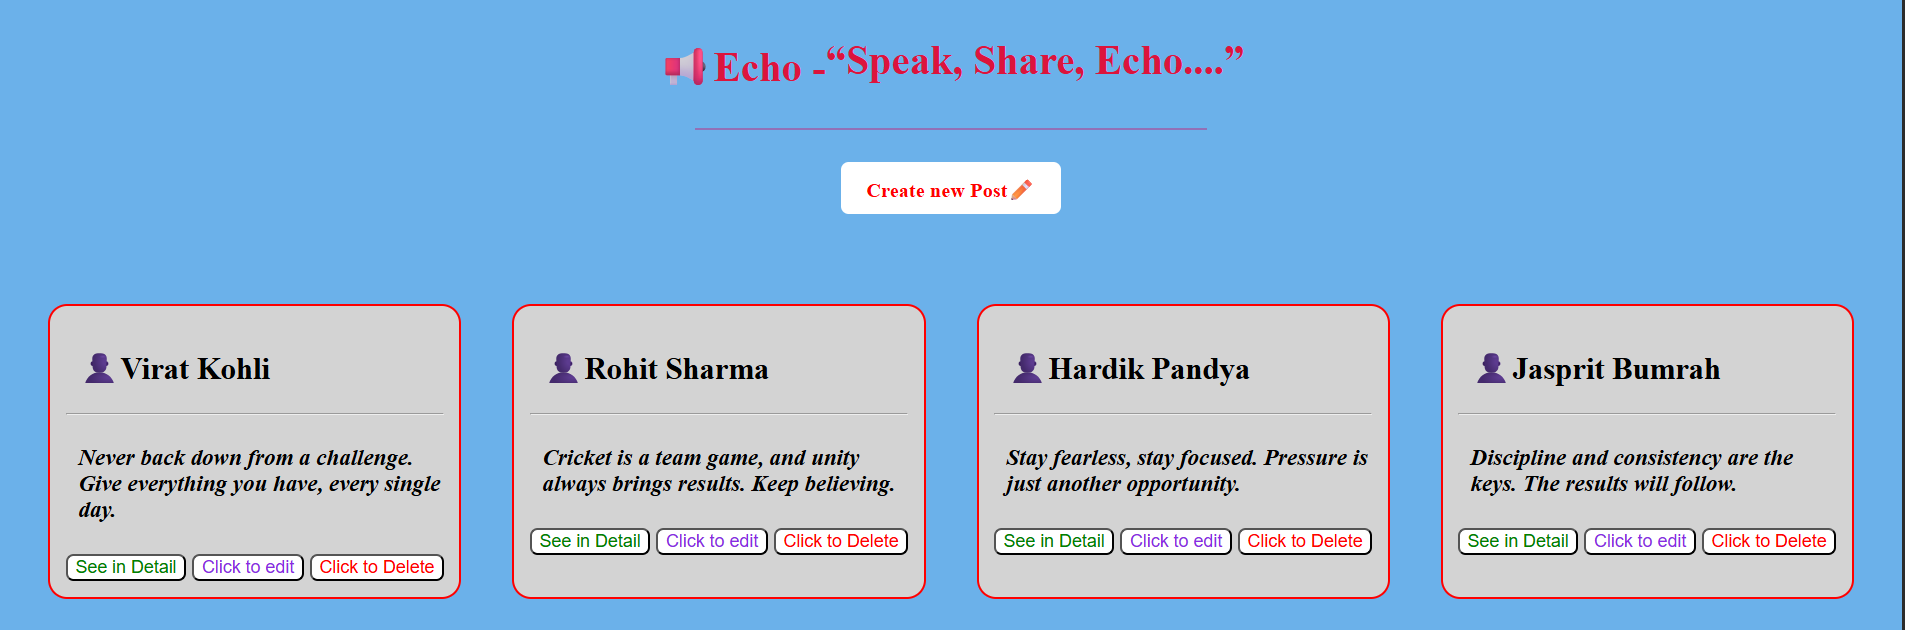 📢 Echo -“Speak, Share, Echo....”
Create new Post✏️
👤Virat Kohli
Never back down from a challenge.
Give everything you have, every single
day.
See in Detail Click to edit Click to Delete
👤Rohit Sharma
Cricket is a team game, and unity
always brings results. Keep believing.
See in Detail Click to edit Click to Delete
👤Hardik Pandya
Stay fearless, stay focused. Pressure is
just another opportunity.
See in Detail Click to edit Click to Delete
👤Jasprit Bumrah
Discipline and consistency are the
keys. The results will follow.
See in Detail Click to edit Click to Delete